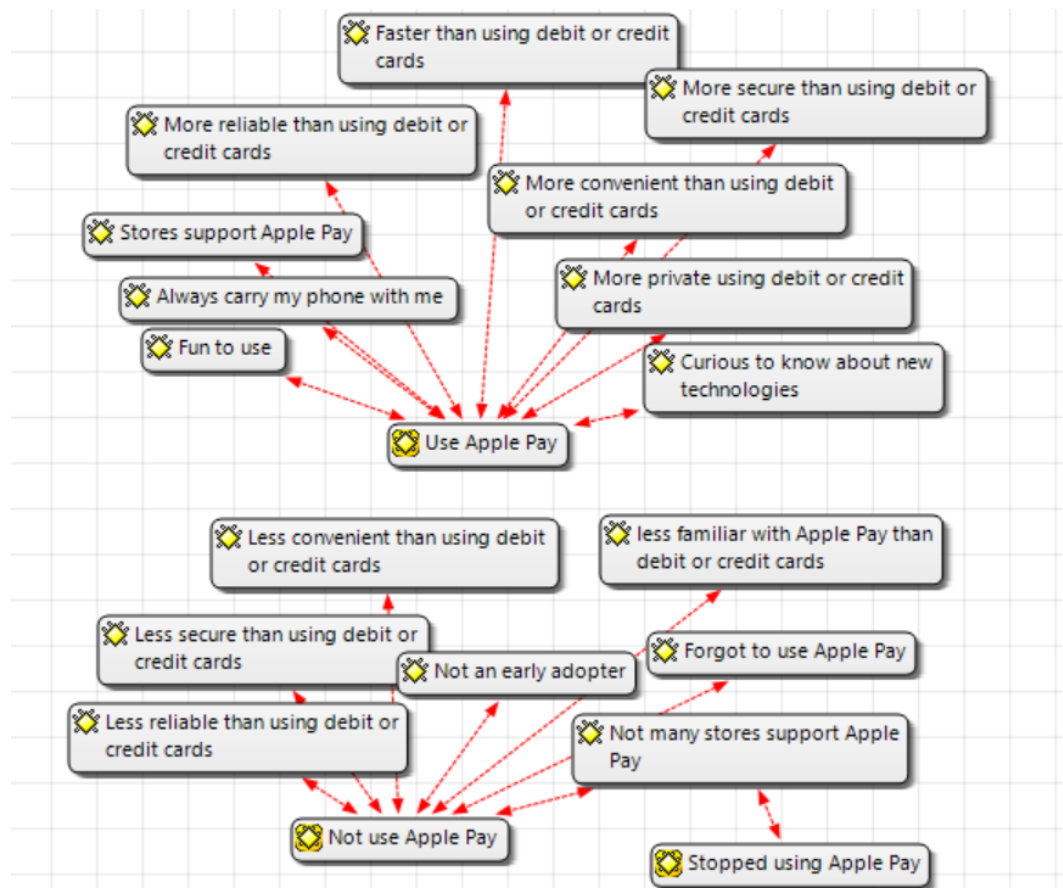 Faster than using debit or credit
cards
More secure than using debit or
credit cards
More reliable than using debit or
credit cards
More convenient than using debit
or credit cards
Stores support Apple Pay
More private using debit or credit
cards
Always carry my phone with me
Fun to use
Curious to know about new
technologies
Use Apple Pay
Less convenient than using debit
or credit cards
less familiar with Apple Pay than
debit or credit cards
Less secure than using debit or
credit cards
Forgot to use Apple Pay
Not an early adopter
Less reliable than using debit or
credit cards
Not many stores support Apple
Pay
Not use Apple Pay
Stopped using Apple Pay